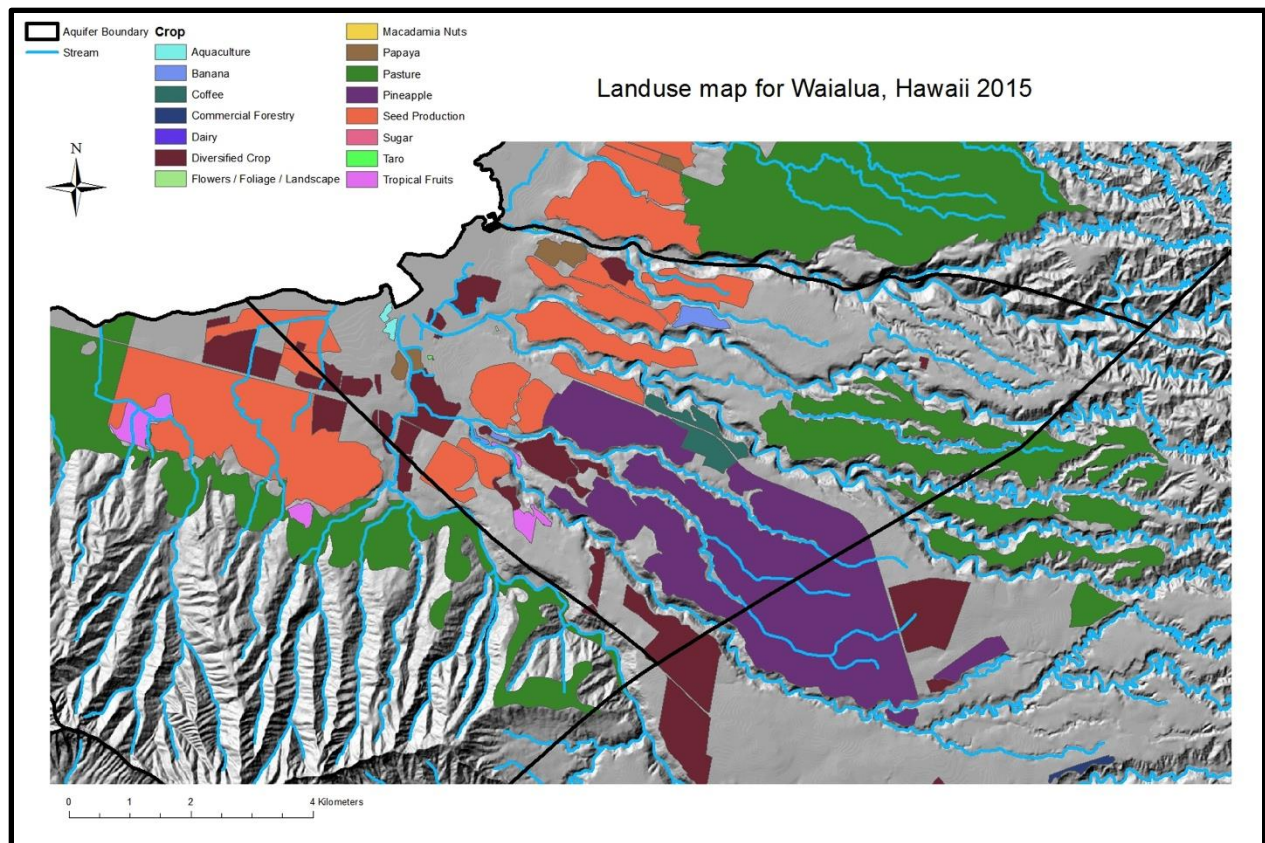 Aquifer Boundary
Stream
Crop
Aquaculture
Banana
Coffee
Commercial Forestry
Dairy
Diversified Crop
Flowers / Foliage / Landscape
Macadamia Nuts
Papaya
Pasture
Pineapple
Seed Production
Sugar
Taro
Tropical Fruits
Landuse map for Waialua, Hawaii 2015
N
0 1 2 4 Kilometers